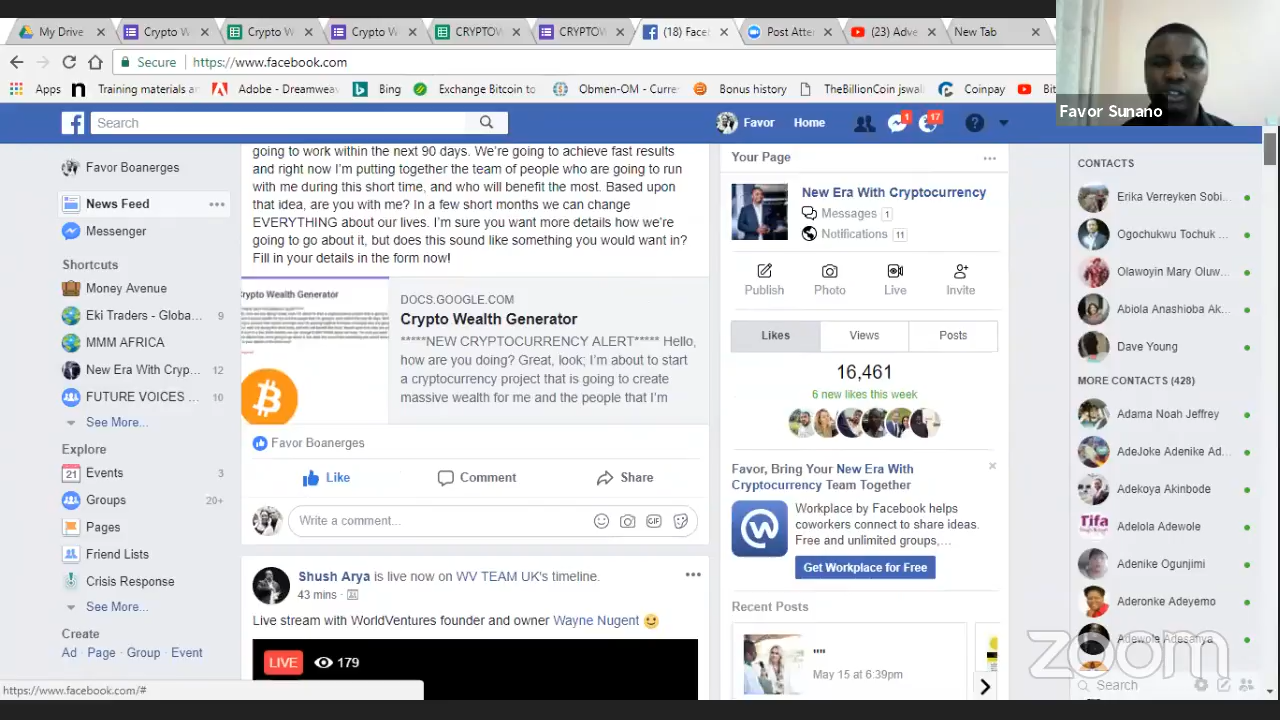 My Drive
Crypto W
Crypto W
Crypto W
CRYPTOV
CRYPTOW
(18) Face
Post Atter
(23) Adve
New Tab
Secure
https://www.facebook.com
Apps
Training materials ar
Adobe - Dreamweav
Bing
Exchange Bitcoin to
Obmen-OM - Curre
Bonus history
TheBillionCoin jswall
Coinpay
Bit
Favor Sunano
Search
Favor
Home
1
17
Favor Boanerges
News Feed
Messenger
Shortcuts
Money Avenue
Eki Traders - Globa... 9
MMM AFRICA
New Era With Cryp... 12
FUTURE VOICES ... 10
See More...
Explore
21 Events 3
Groups 20+
Pages
Friend Lists
Crisis Response
See More...
Create
Ad Page Group Event
https://www.facebook.com/#
going to work within the next 90 days. We're going to achieve fast results
and right now I'm putting together the team of people who are going to run
with me during this short time, and who will benefit the most. Based upon
that idea, are you with me? In a few short months we can change
EVERYTHING about our lives. I'm sure you want more details how we're
going to go about it, but does this sound like something you would want in?
Fill in your details in the form now!
rypto Wealth Generator
DOCS.GOOGLE.COM
Crypto Wealth Generator
*****NEW CRYPTOCURRENCY ALERT***** Hello,
how are you doing? Great, look; I'm about to start
a cryptocurrency project that is going to create
massive wealth for me and the people that I'm
Favor Boanerges
Like
Comment
Share
Write a comment...
GIF
Shush Arya is live now on WV TEAM UK's timeline.
43 mins
Live stream with WorldVentures founder and owner Wayne Nugent
LIVE
179
Your Page
New Era With Cryptocurrency
Messages 1
Notifications 11
Publish
Photo
Live
Invite
Likes
Views
Posts
16,461
6 new likes this week
Favor, Bring Your New Era With
Cryptocurrency Team Together
Workplace by Facebook helps
coworkers connect to share ideas.
Free and unlimited groups,...
Get Workplace for Free
Recent Posts
""
May 15 at 6:39pm
CONTACTS
Erika Verreyken Sobi...
Ogochukwu Tochuk ...
Olawoyin Mary Oluw...
Abiola Anashioba Ak...
Dave Young
MORE CONTACTS (428)
Adama Noah Jeffrey
AdeJoke Adenike Ad...
Adekoya Akinbode
Tifa
Adelola Adewole
Adenike Ogunjimi
Aderonke Adeyemo
Adewole Adesanya
zoom
Search